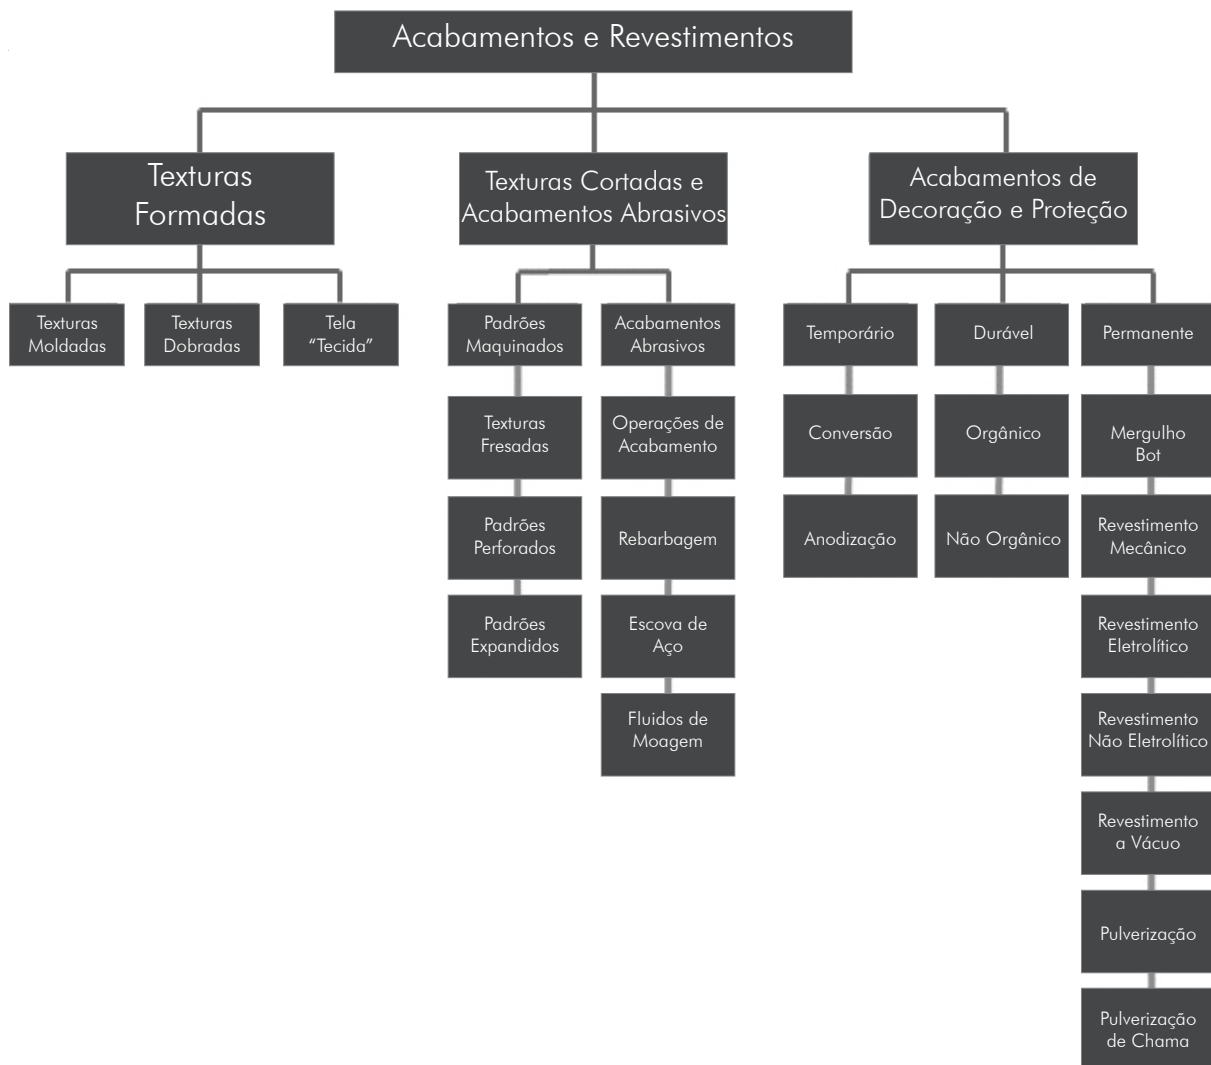 Acabamentos e Revestimentos
Texturas
Formadas
Texturas Cortadas e
Acabamentos Abrasivos
Acabamentos de
Decoração e Proteção
Texturas
Moldadas
Texturas
Dobradas
Tela
“Tecida”
Padrões
Maquinados
Acabamentos
Abrasivos
Temporário
Durável
Permanente
Texturas
Fresadas
Operações de
Acabamento
Conversão
Orgânico
Mergulho
Bot
Padrões
Perforados
Rebarbagem
Anodização
Não Orgânico
Revestimento
Mecânico
Padrões
Expandidos
Escova de
Aço
Revestimento
Eletrolítico
Fluidos de
Moagem
Revestimento
Não Eletrolítico
Revestimento
a Vácuo
Pulverização
Pulverização
de Chama